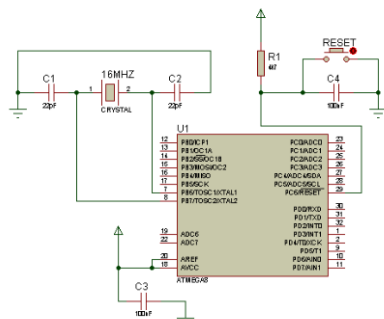 RESET
R1
4k7
C1
16MHZ
C2
C4
22pF
1
2
22pF
100nF
CRYSTAL
U1
12 PB0/ICP1 PC0/ADC0 23
13 PB1/OC1A PC1/ADC1 24
14 PB2/SS/OC1B PC2/ADC2 25
15 PB3/MOSI/OC2 PC3/ADC3 26
16 PB4/MISO PC4/ADC4/SDA 27
17 PB5/SCK PC5/ADC5/SCL 28
7 PB6/TOSC1/XTAL1 PC6/RESET 29
8 PB7/TOSC2/XTAL2
PD0/RXD 30
PD1/TXD 31
PD2/INT0 32
19 ADC6 PD3/INT1 1
22 ADC7 PD4/T0/XCK 2
PD5/T1 9
20 AREF PD6/AIN0 10
18 AVCC PD7/AIN1 11
ATMEGA8
C3
100nF